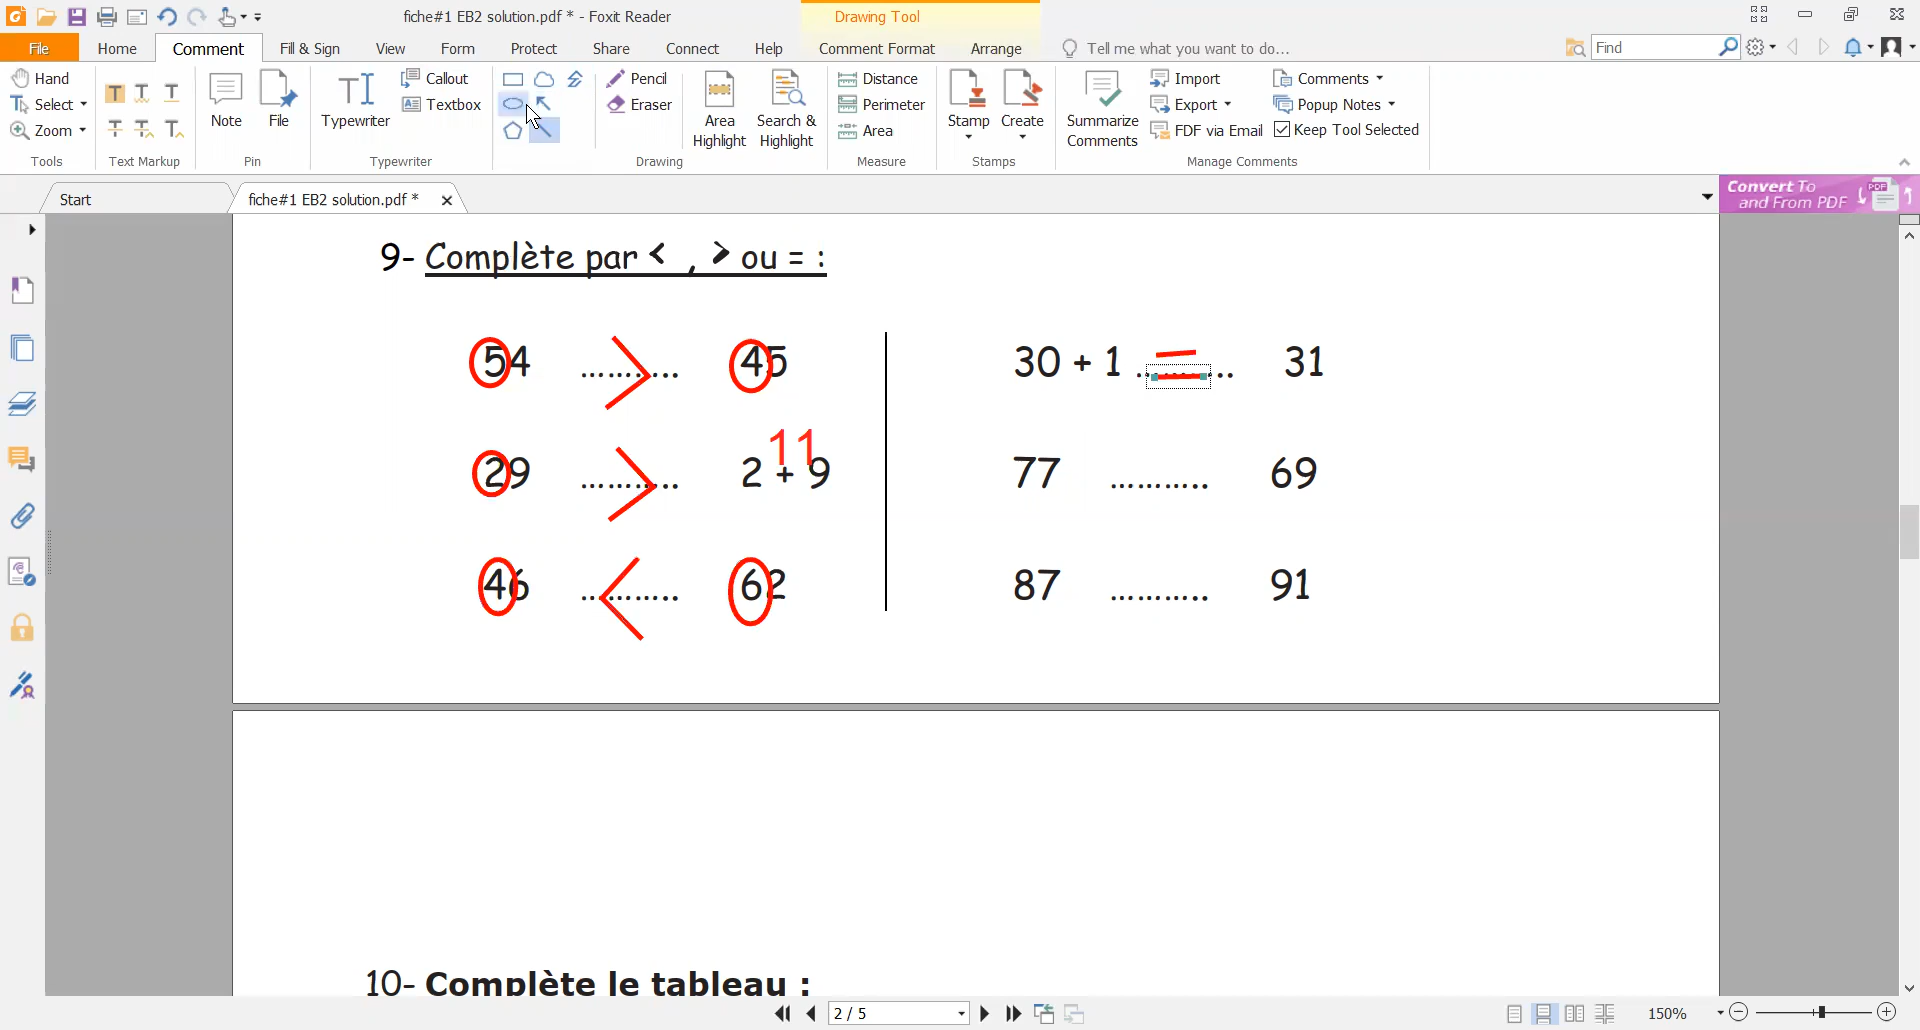 fiche#1 EB2 solution.pdf * - Foxit Reader
Drawing Tool
File Home Comment Fill & Sign View Form Protect Share Connect Help Comment Format Arrange Tell me what you want to do... Find
Hand
Select
Zoom
Tools
T T T
T T T
Text Markup
Note
File
Pin
Typewriter
Callout
Textbox
Typewriter
Pencil
Eraser
Area Highlight
Search & Highlight
Drawing
Distance
Perimeter
Area
Measure
Stamp
Create
Stamps
Summarize Comments
Import
Export
FDF via Email
Comments
Popup Notes
Keep Tool Selected
Manage Comments
Start
fiche#1 EB2 solution.pdf *
Convert To
and From PDF
PDF
9- Complète par < , > ou = :
54 .......... > 45
30 + 1 .......... = 31
11
29 .......... > 2 + 9
77 .......... 69
46 .......... < 62
87 .......... 91
10- Complète le tableau :
2 / 5
150%